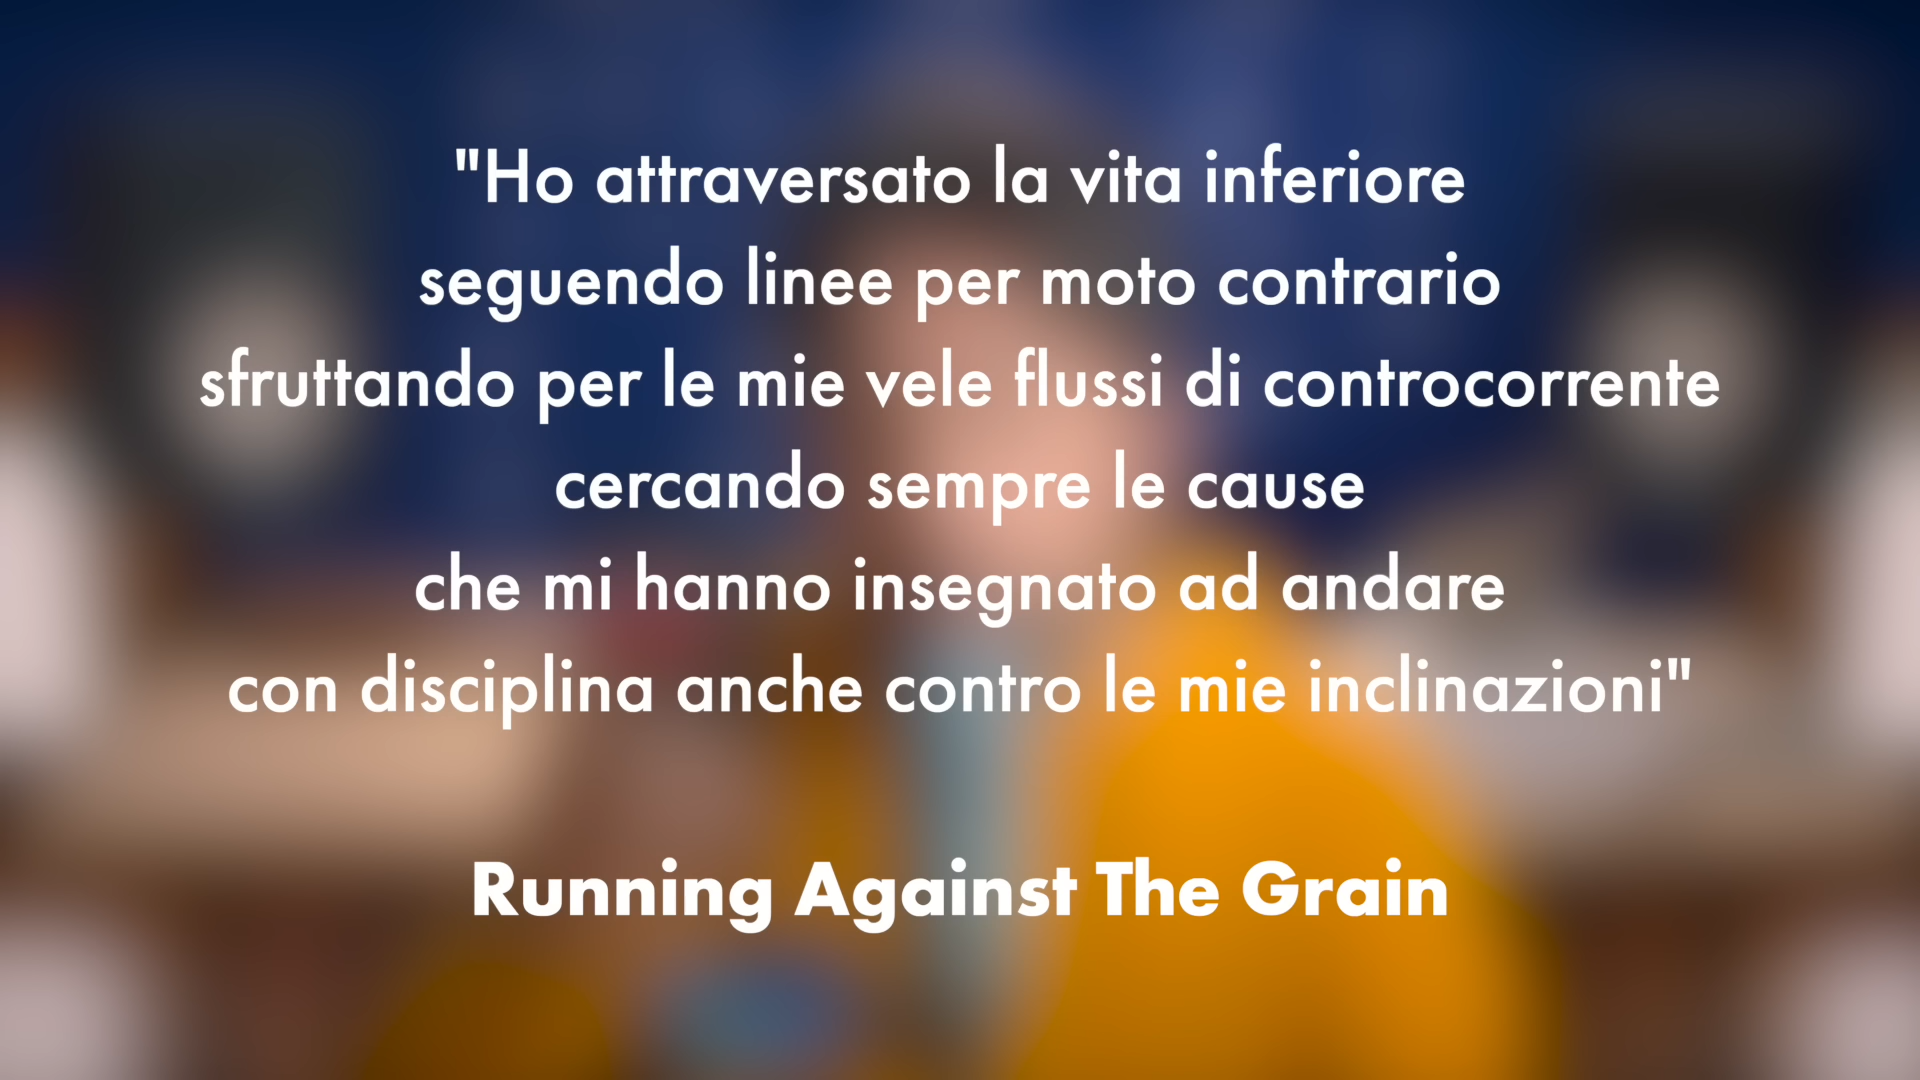 "Ho attraversato la vita inferiore
seguendo linee per moto contrario
sfruttando per le mie vele flussi di controcorrente
cercando sempre le cause
che mi hanno insegnato ad andare
con disciplina anche contro le mie inclinazioni"
Running Against The Grain